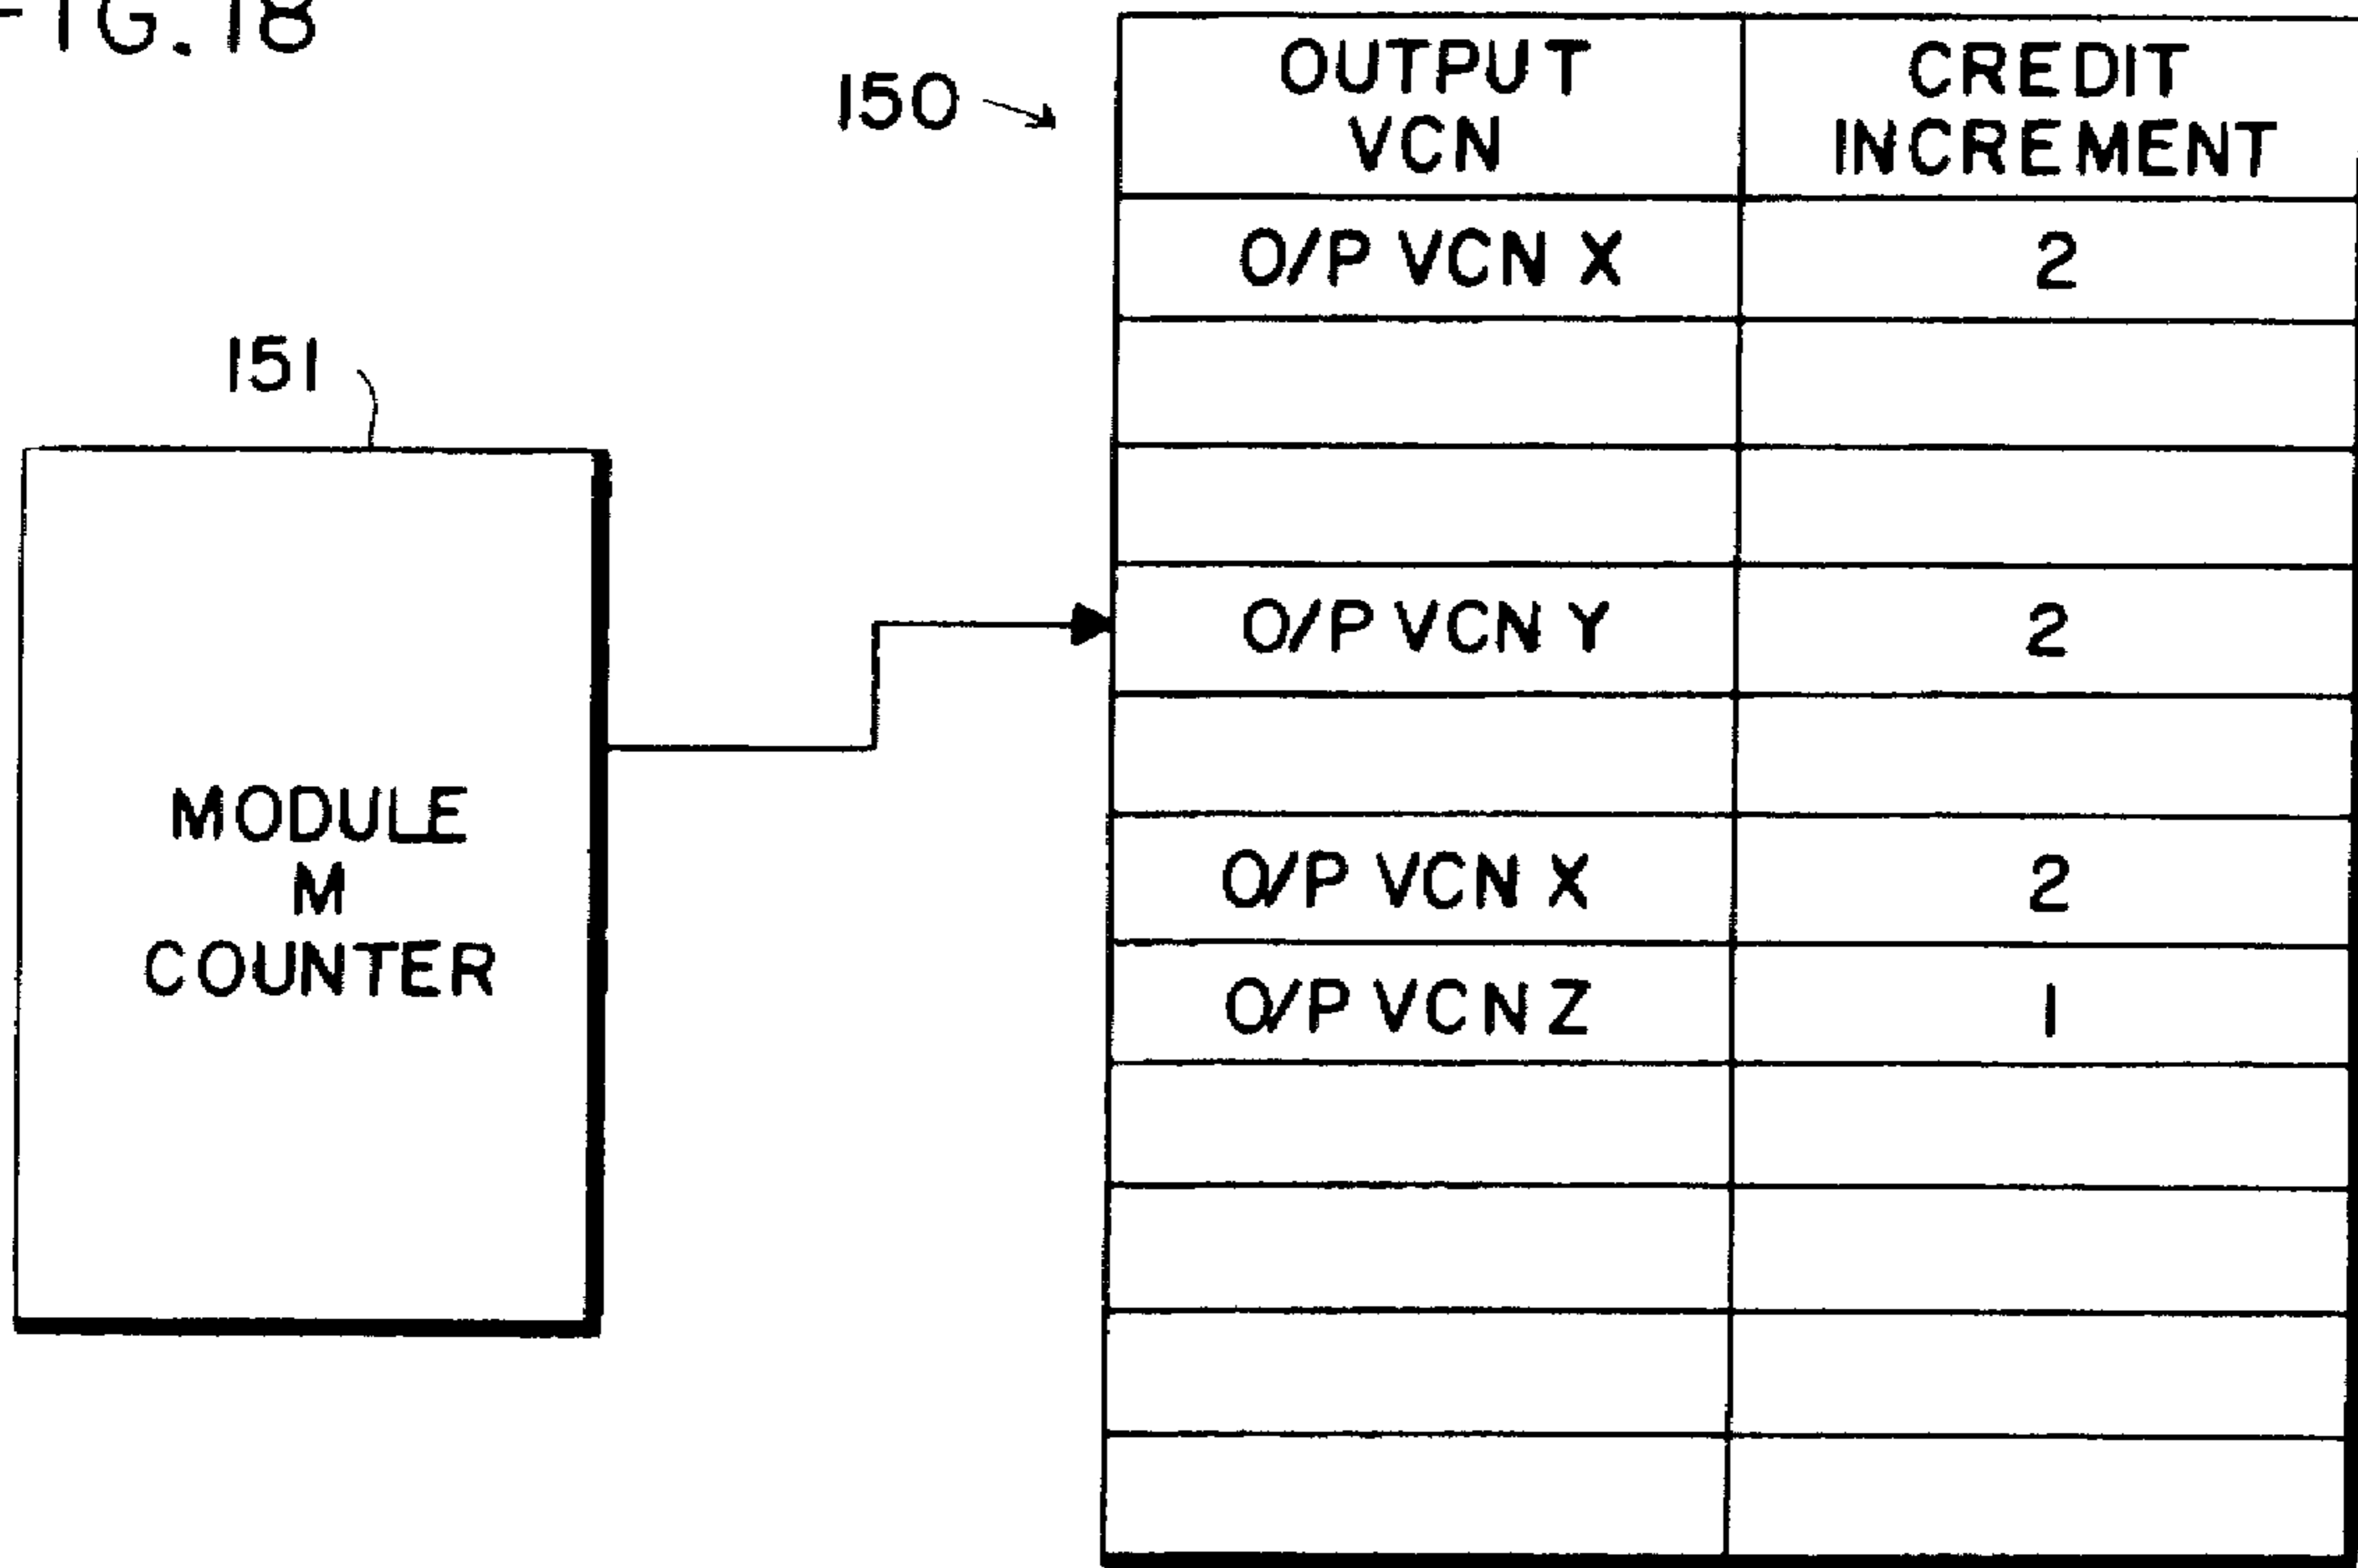 FIG. 18
150
OUTPUT VCN
CREDIT INCREMENT
O/P VCN X 2
151
O/P VCN Y 2
MODULE
M
COUNTER
O/P VCN X 2
O/P VCN Z 1